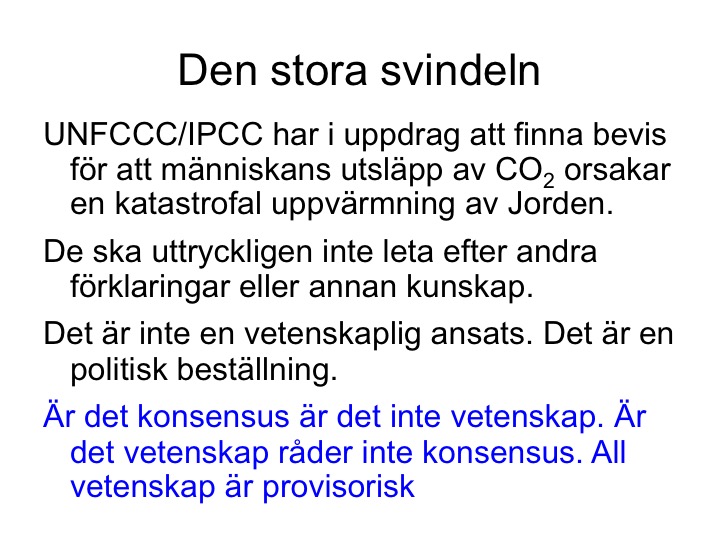 Den stora svindeln
UNFCCC/IPCC har i uppdrag att finna bevis
för att människans utsläpp av CO₂ orsakar
en katastrofal uppvärmning av Jorden.
De ska uttryckligen inte leta efter andra
förklaringar eller annan kunskap.
Det är inte en vetenskaplig ansats. Det är en
politisk beställning.
Är det konsensus är det inte vetenskap. Är
det vetenskap råder inte konsensus. All
vetenskap är provisorisk